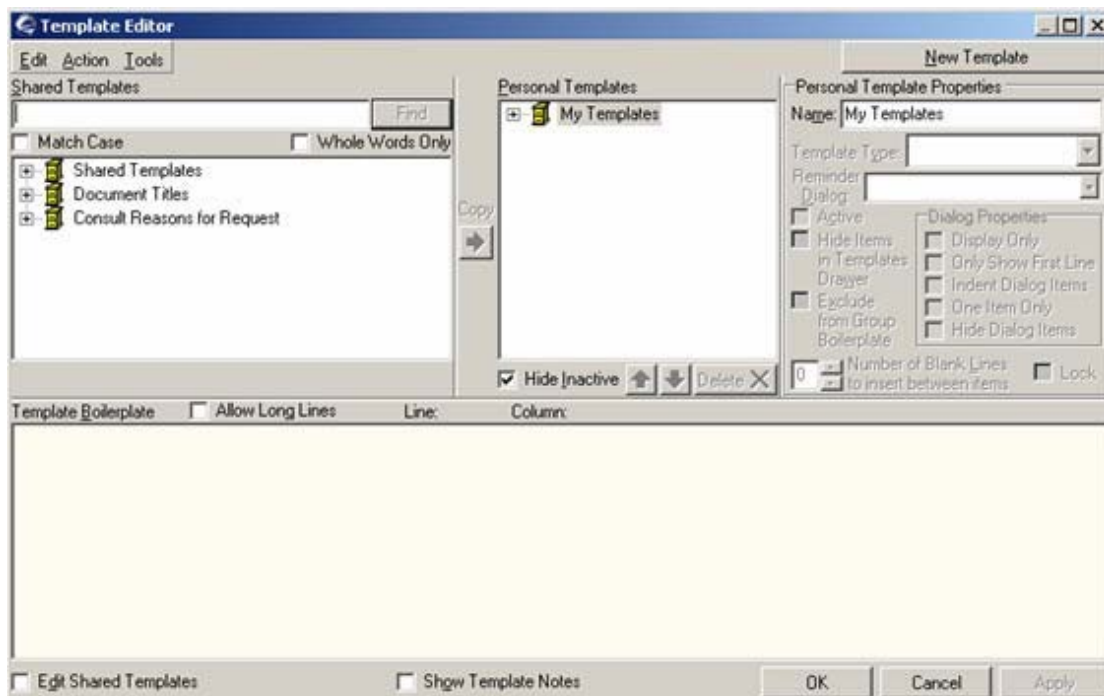 Template Editor
Edit Action Tools
New Template
Shared Templates
Find
Match Case
Whole Words Only
Shared Templates
Document Titles
Consult Reasons for Request
Copy
Personal Templates
My Templates
Hide Inactive
Delete
Personal Template Properties
Name: My Templates
Template Type:
Reminder
Dialog:
Active
Hide Items
in Templates
Drawer
Exclude
from Group
Boilerplate
Dialog Properties
Display Only
Only Show First Line
Indent Dialog Items
One Item Only
Hide Dialog Items
0
Number of Blank Lines
to insert between items
Lock
Template Boilerplate
Allow Long Lines
Line:
Column:
Edit Shared Templates
Show Template Notes
OK
Cancel
Apply